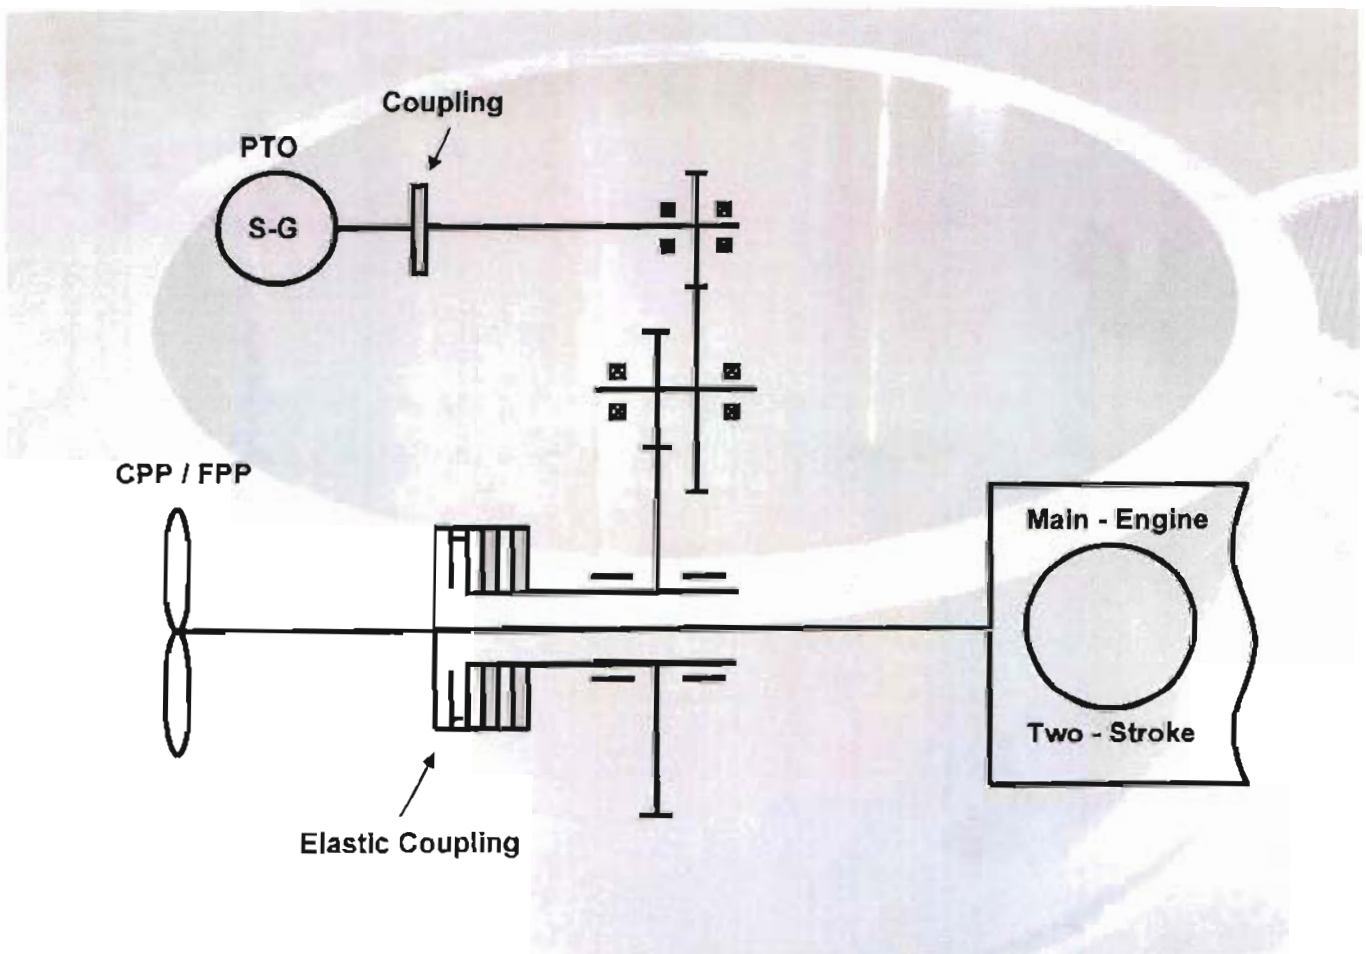 Coupling
PTO
S-G
CPP / FPP
Main - Engine
Two - Stroke
Elastic Coupling